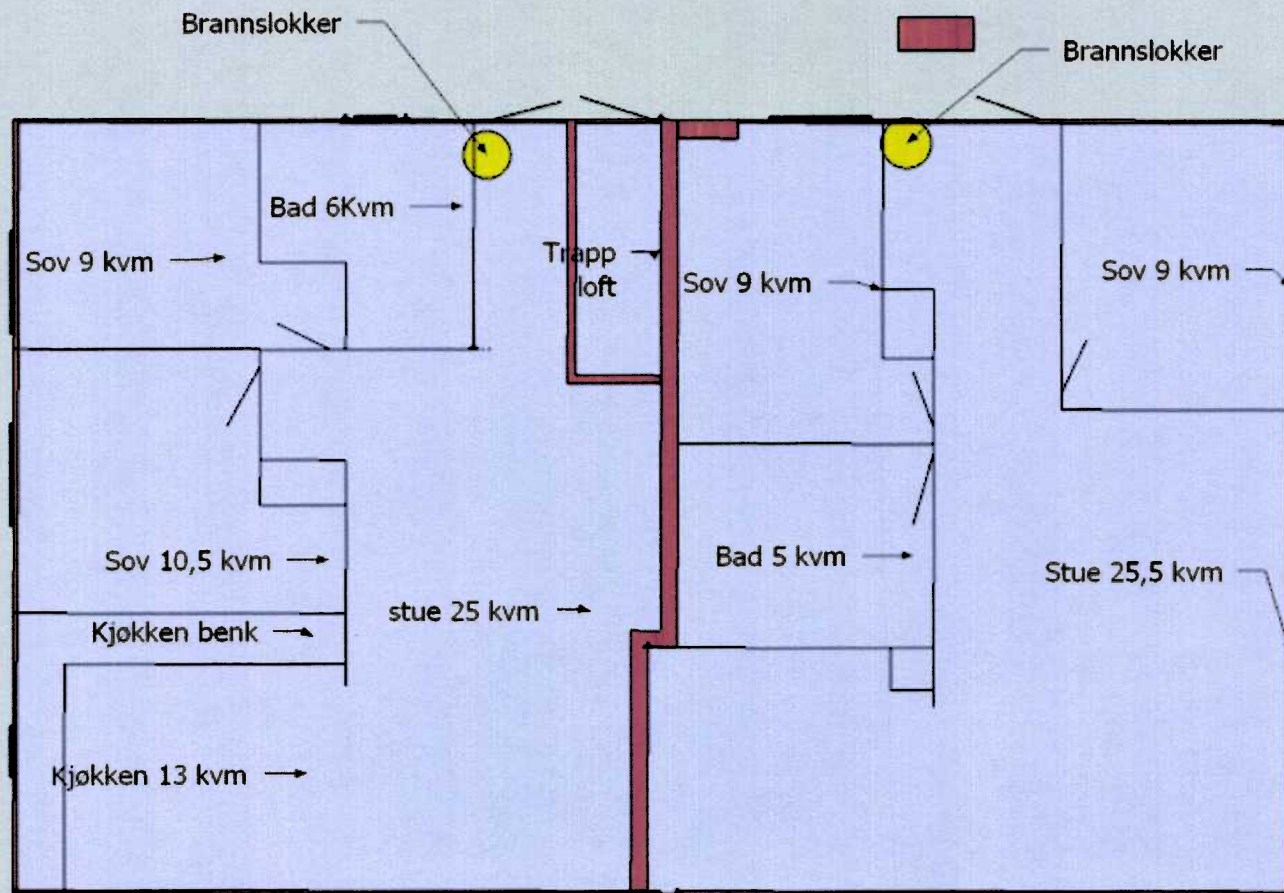 Brannslokker
Brannslokker
Bad 6Kvm
Sov 9 kvm
Trapp
loft
Sov 9 kvm
Sov 9 kvm
Sov 10,5 kvm
Bad 5 kvm
Stue 25,5 kvm
stue 25 kvm
Kjøkken benk
Kjøkken 13 kvm